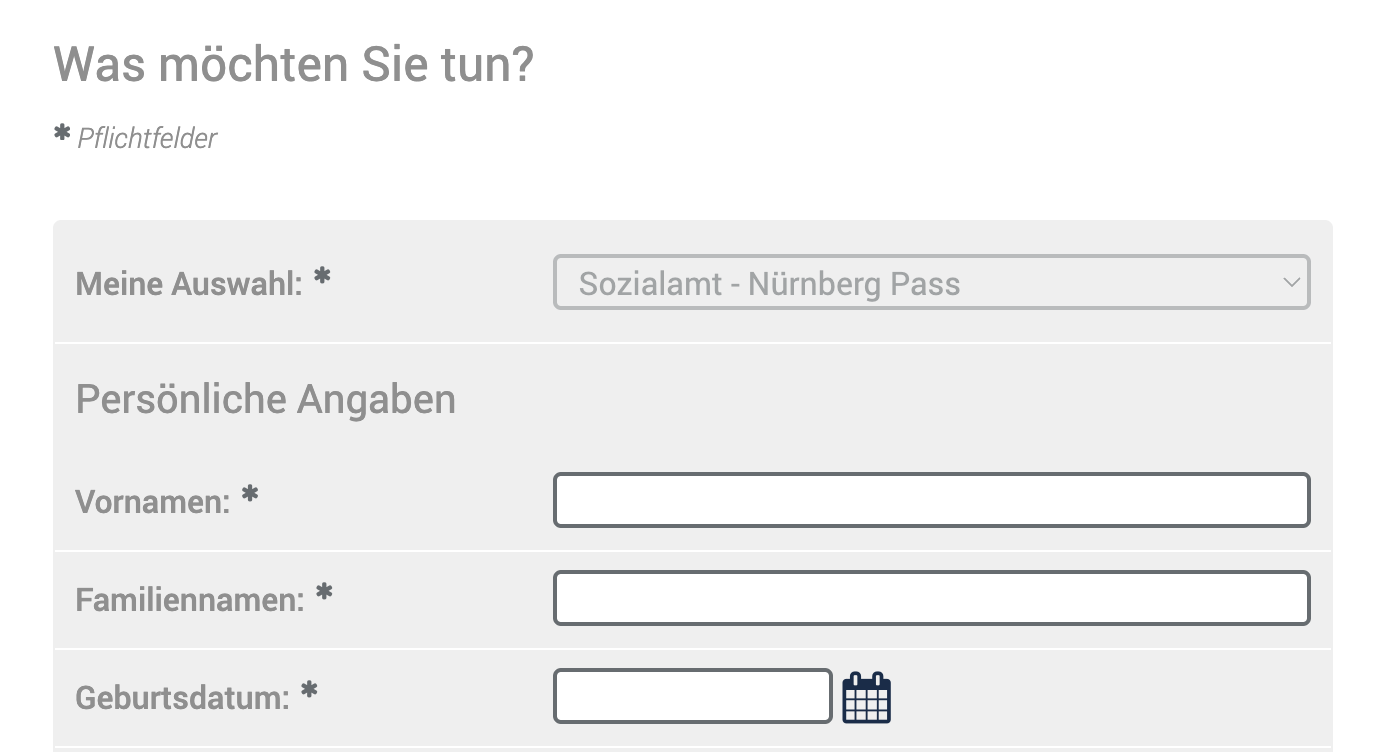 Was möchten Sie tun?
* Pflichtfelder
Meine Auswahl: *
Sozialamt - Nürnberg Pass
Persönliche Angaben
Vornamen: *
Familiennamen: *
Geburtsdatum: *